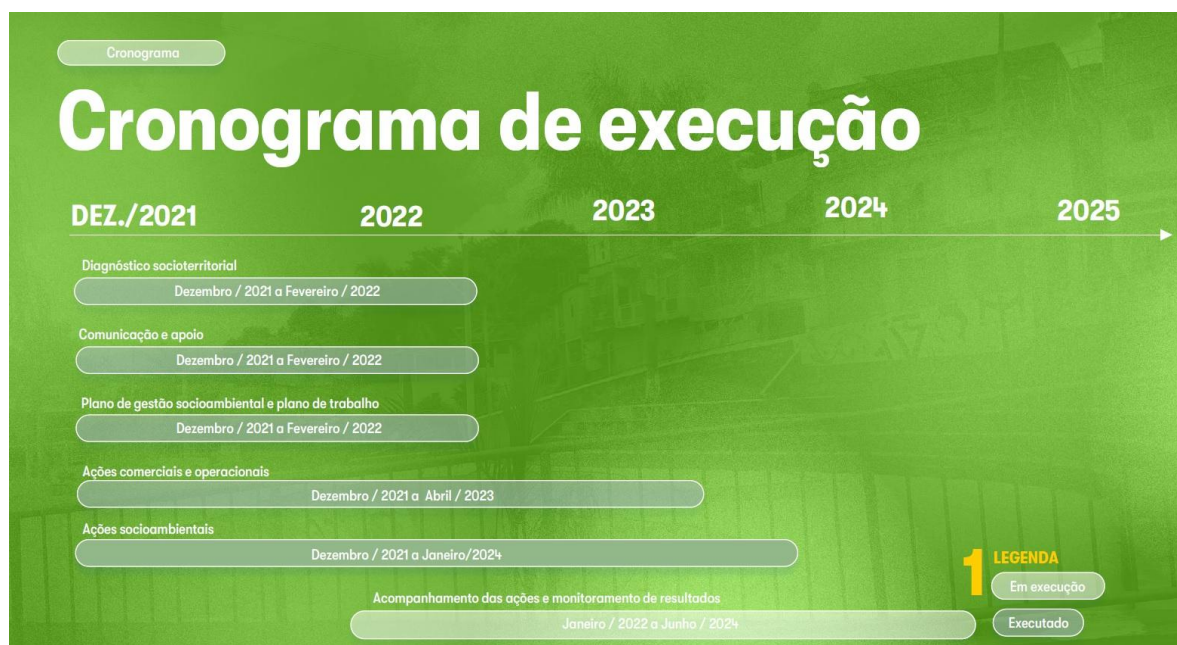 Cronograma
Cronograma de execução
DEZ./2021 2022 2023 2024 2025
Diagnóstico socioterritorial
Dezembro / 2021 a Fevereiro / 2022
Comunicação e apoio
Dezembro / 2021 a Fevereiro / 2022
Plano de gestão socioambiental e plano de trabalho
Dezembro / 2021 a Fevereiro / 2022
Ações comerciais e operacionais
Dezembro / 2021 a Abril / 2023
Ações socioambientais
Dezembro / 2021 a Janeiro/2024
Acompanhamento das ações e monitoramento de resultados
Janeiro / 2022 a Junho / 2024
1 LEGENDA
Em execução
Executado